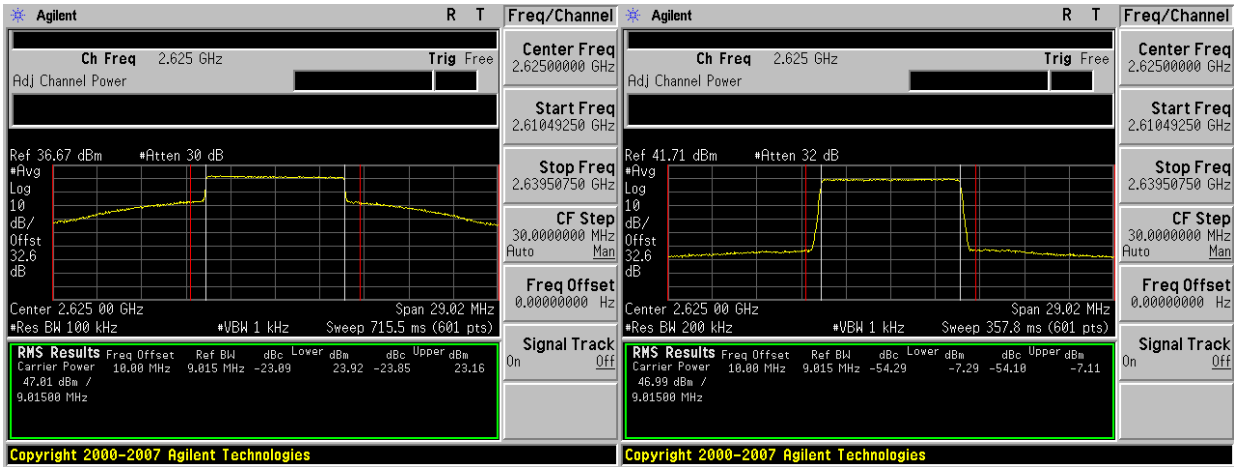 Agilent R T
Freq/Channel
Ch Freq 2.625 GHz Trig Free
Adj Channel Power
Ref 36.67 dBm #Atten 30 dB
#Avg
Log
10
dB/
Offst
32.6
dB
Center 2.625 00 GHz Span 29.02 MHz
#Res BW 100 kHz #VBW 1 kHz Sweep 715.5 ms (601 pts)
RMS Results Freq Offset Ref BW dBc Lower dBm dBc Upper dBm
Carrier Power 10.00 MHz 9.015 MHz -23.09 23.92 -23.85 23.16
47.01 dBm /
9.01500 MHz
Center Freq
2.62500000 GHz
Start Freq
2.61049250 GHz
Stop Freq
2.63950750 GHz
CF Step
30.0000000 MHz
Auto Man
Freq Offset
0.00000000 Hz
Signal Track
On Off
Copyright 2000-2007 Agilent Technologies
Agilent R T
Freq/Channel
Ch Freq 2.625 GHz Trig Free
Adj Channel Power
Ref 41.71 dBm #Atten 32 dB
#Avg
Log
10
dB/
Offst
32.6
dB
Center 2.625 00 GHz Span 29.02 MHz
#Res BW 200 kHz #VBW 1 kHz Sweep 357.8 ms (601 pts)
RMS Results Freq Offset Ref BW dBc Lower dBm dBc Upper dBm
Carrier Power 10.00 MHz 9.015 MHz -54.29 -7.29 -54.10 -7.11
46.99 dBm /
9.01500 MHz
Center Freq
2.62500000 GHz
Start Freq
2.61049250 GHz
Stop Freq
2.63950750 GHz
CF Step
30.0000000 MHz
Auto Man
Freq Offset
0.00000000 Hz
Signal Track
On Off
Copyright 2000-2007 Agilent Technologies